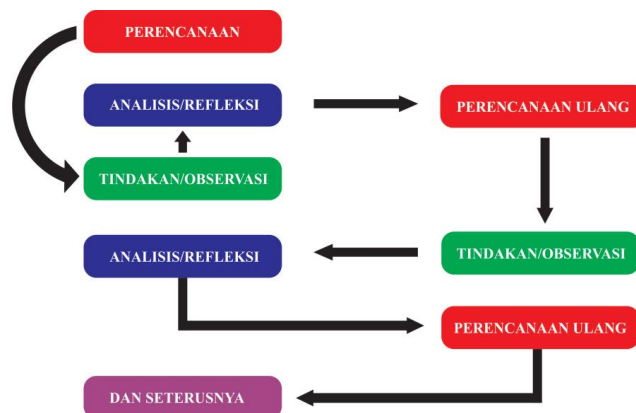 PERENCANAAN
ANALISIS/REFLEKSI
PERENCANAAN ULANG
TINDAKAN/OBSERVASI
ANALISIS/REFLEKSI
TINDAKAN/OBSERVASI
PERENCANAAN ULANG
DAN SETERUSNYA